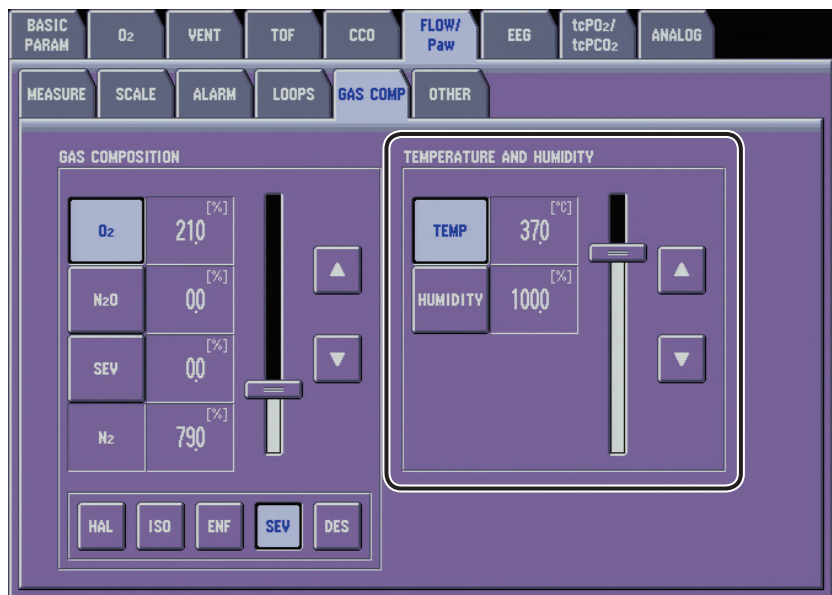 BASIC PARAM
O2
VENT
TOF
CCO
FLOW/ Paw
EEG
tcPO2/ tcPCO2
ANALOG
MEASURE
SCALE
ALARM
LOOPS
GAS COMP
OTHER
GAS COMPOSITION
O2
21.0
[%]
N2O
0.0
[%]
SEV
0.0
[%]
N2
79.0
[%]
HAL
ISO
ENF
SEV
DES
TEMPERATURE AND HUMIDITY
TEMP
37.0
[°C]
HUMIDITY
100.0
[%]